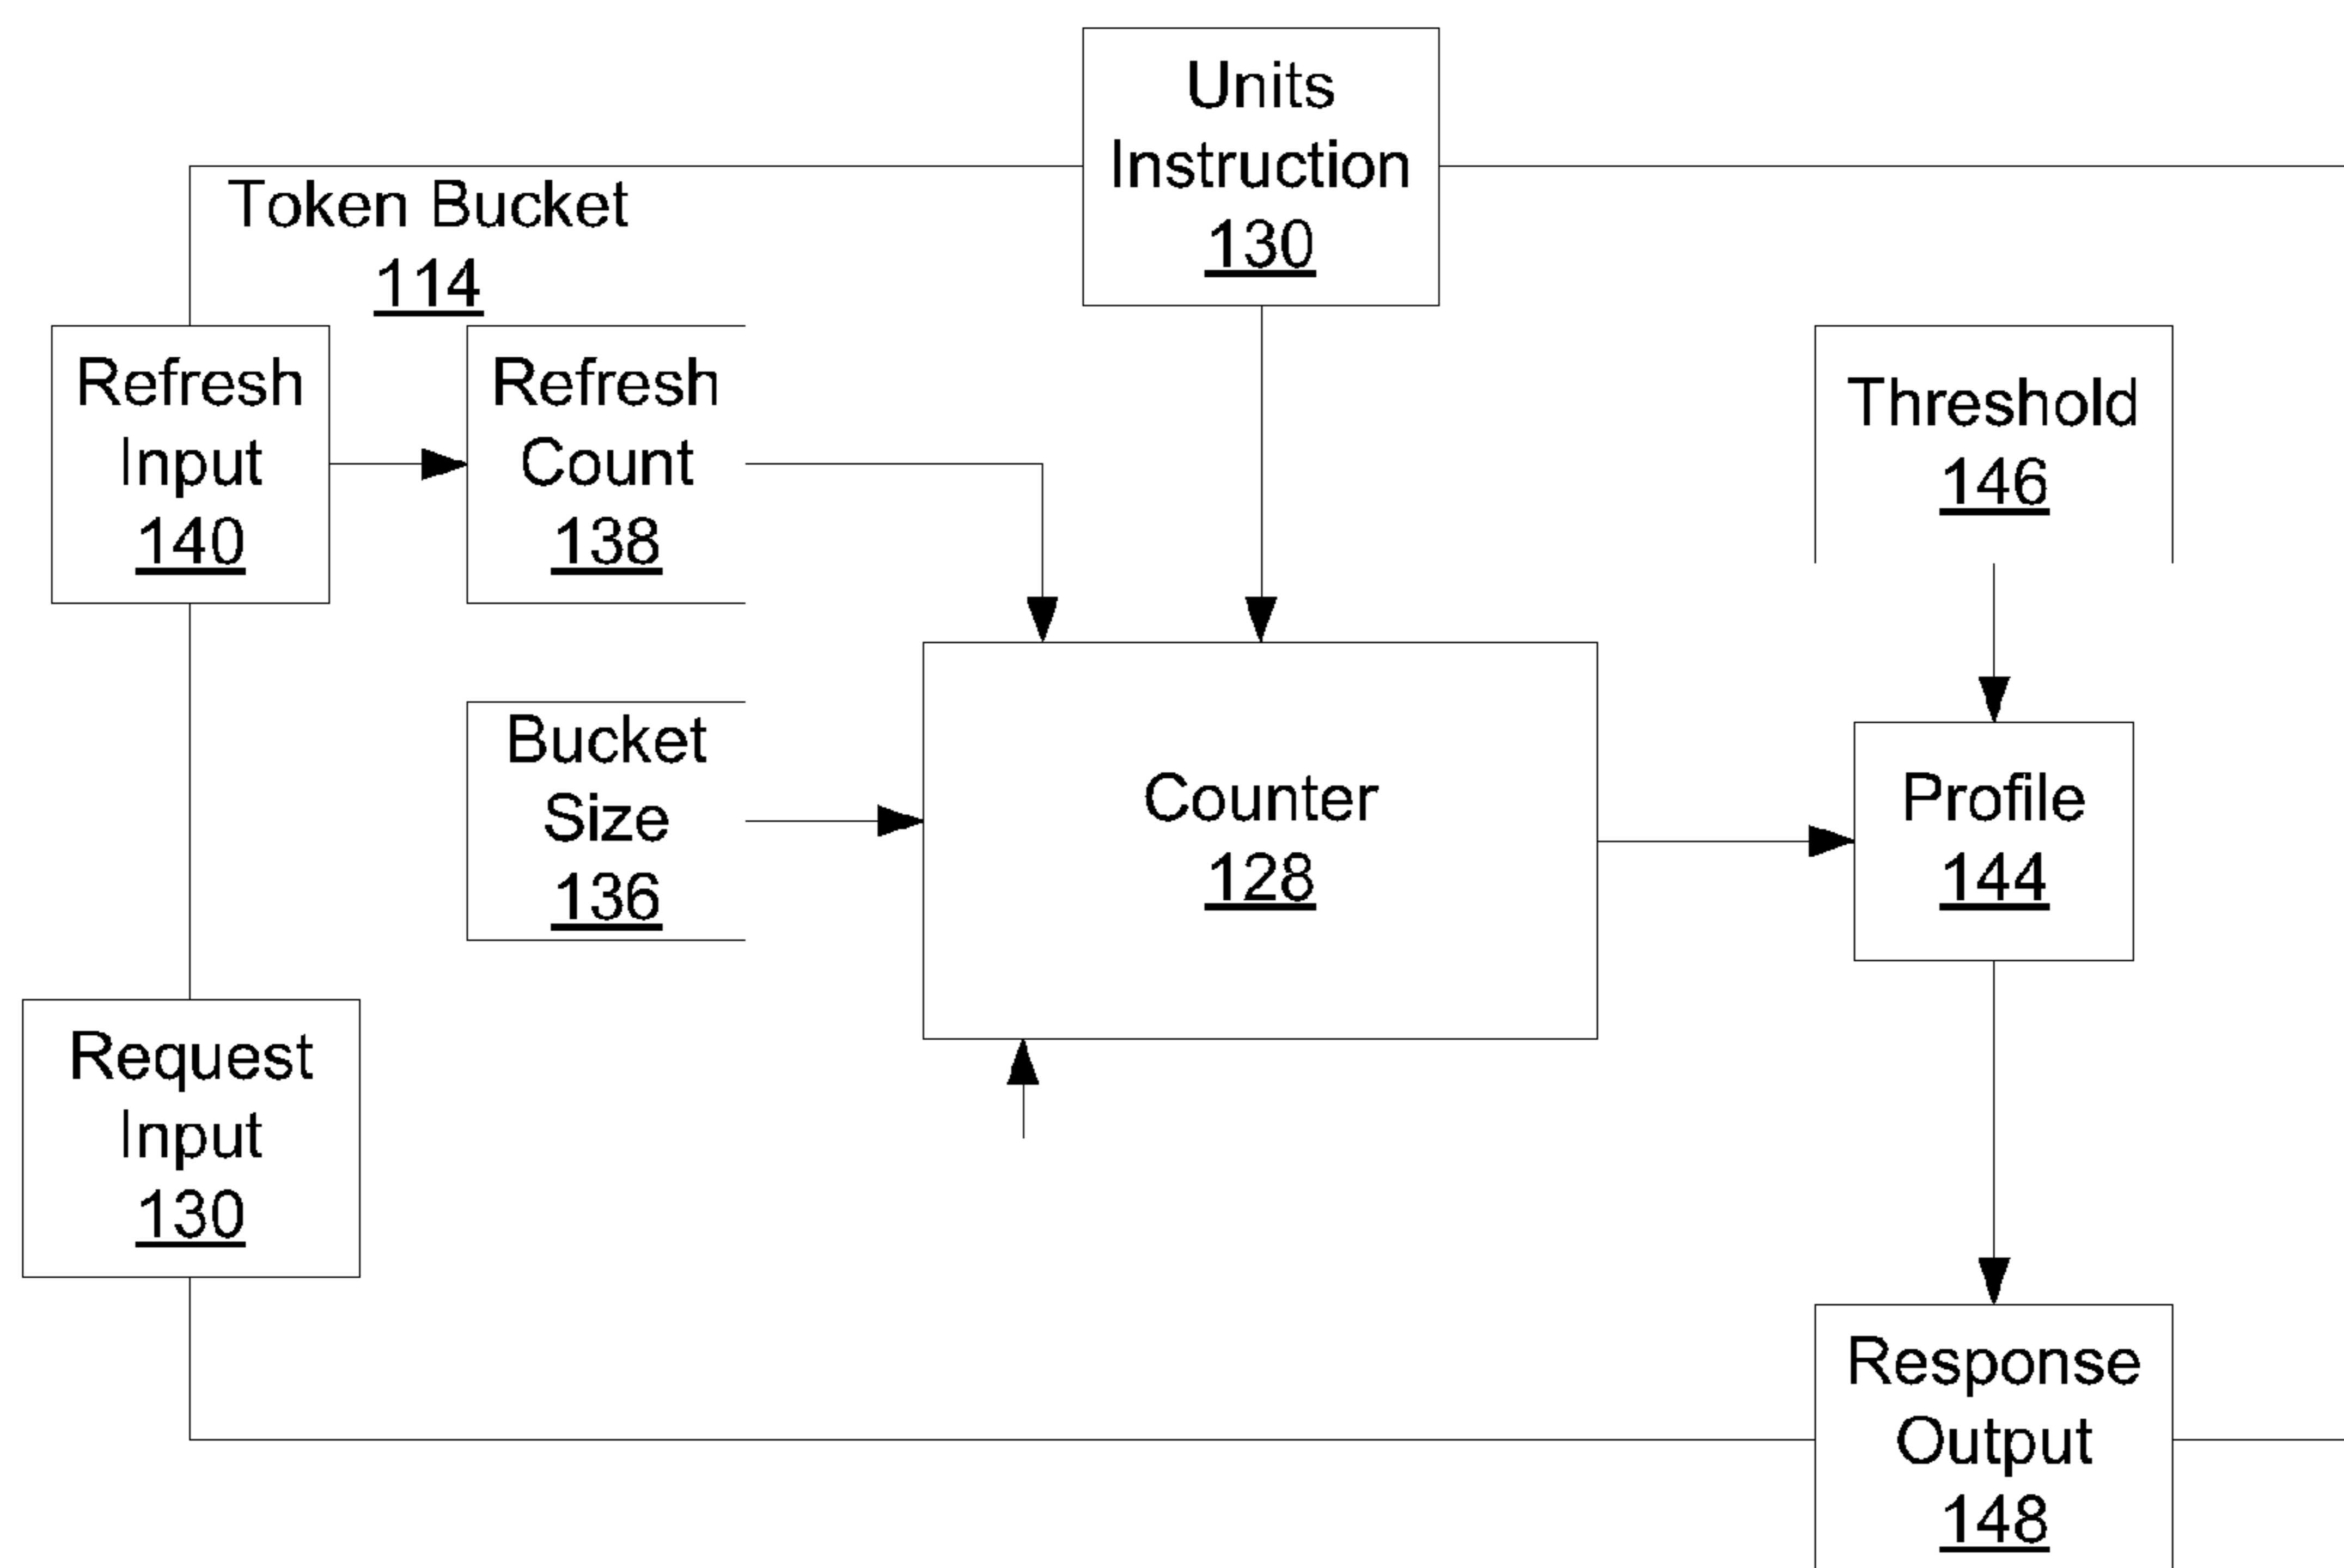 Units
Instruction
130
Token Bucket
114
Refresh
Input
140
Refresh
Count
138
Threshold
146
Bucket
Size
136
Counter
128
Profile
144
Request
Input
130
Response
Output
148